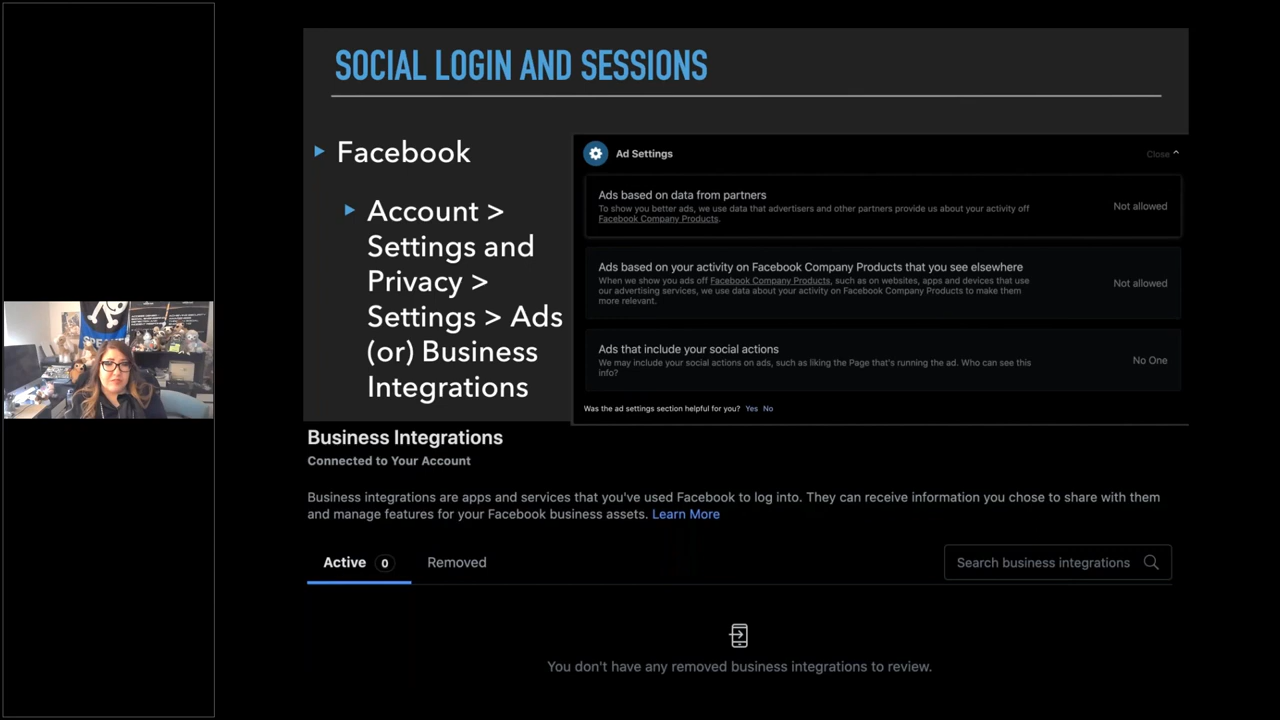 SOCIAL LOGIN AND SESSIONS
Facebook
Account >
Settings and
Privacy >
Settings > Ads
(or) Business
Integrations
Ad Settings
Close
Ads based on data from partners
To show you better ads, we use data that advertisers and other partners provide us about your activity off
Facebook Company Products.
Not allowed
Ads based on your activity on Facebook Company Products that you see elsewhere
When we show you ads off Facebook Company Products, such as on websites, apps and devices that use
our advertising services, we use data about your activity on Facebook Company Products to make them
more relevant.
Not allowed
Ads that include your social actions
We may include your social actions on ads, such as liking the Page that's running the ad. Who can see this
info?
No One
Was the ad settings section helpful for you? Yes No
Business Integrations
Connected to Your Account
Business integrations are apps and services that you've used Facebook to log into. They can receive information you chose to share with them
and manage features for your Facebook business assets. Learn More
Active 0 Removed
Search business integrations
You don't have any removed business integrations to review.